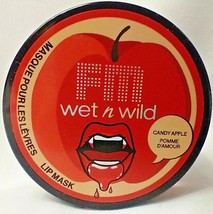 FM
wet n wild
CANDY APPLE
POMME
D'AMOUR
MASQUE POUR LES LÈVRES
LIP MASK